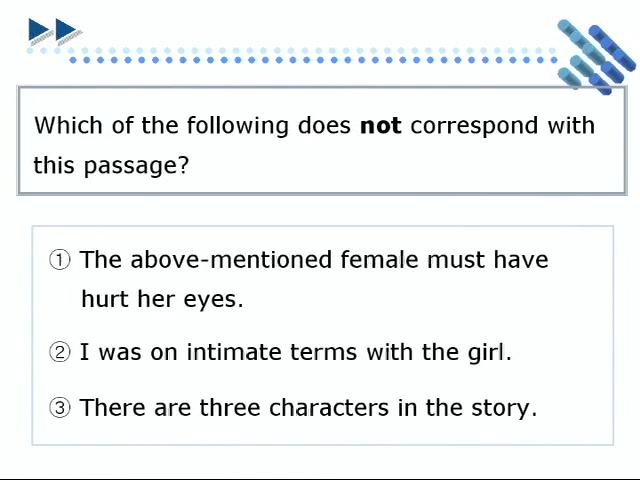 Which of the following does not correspond with
this passage?
① The above-mentioned female must have
hurt her eyes.
② I was on intimate terms with the girl.
③ There are three characters in the story.